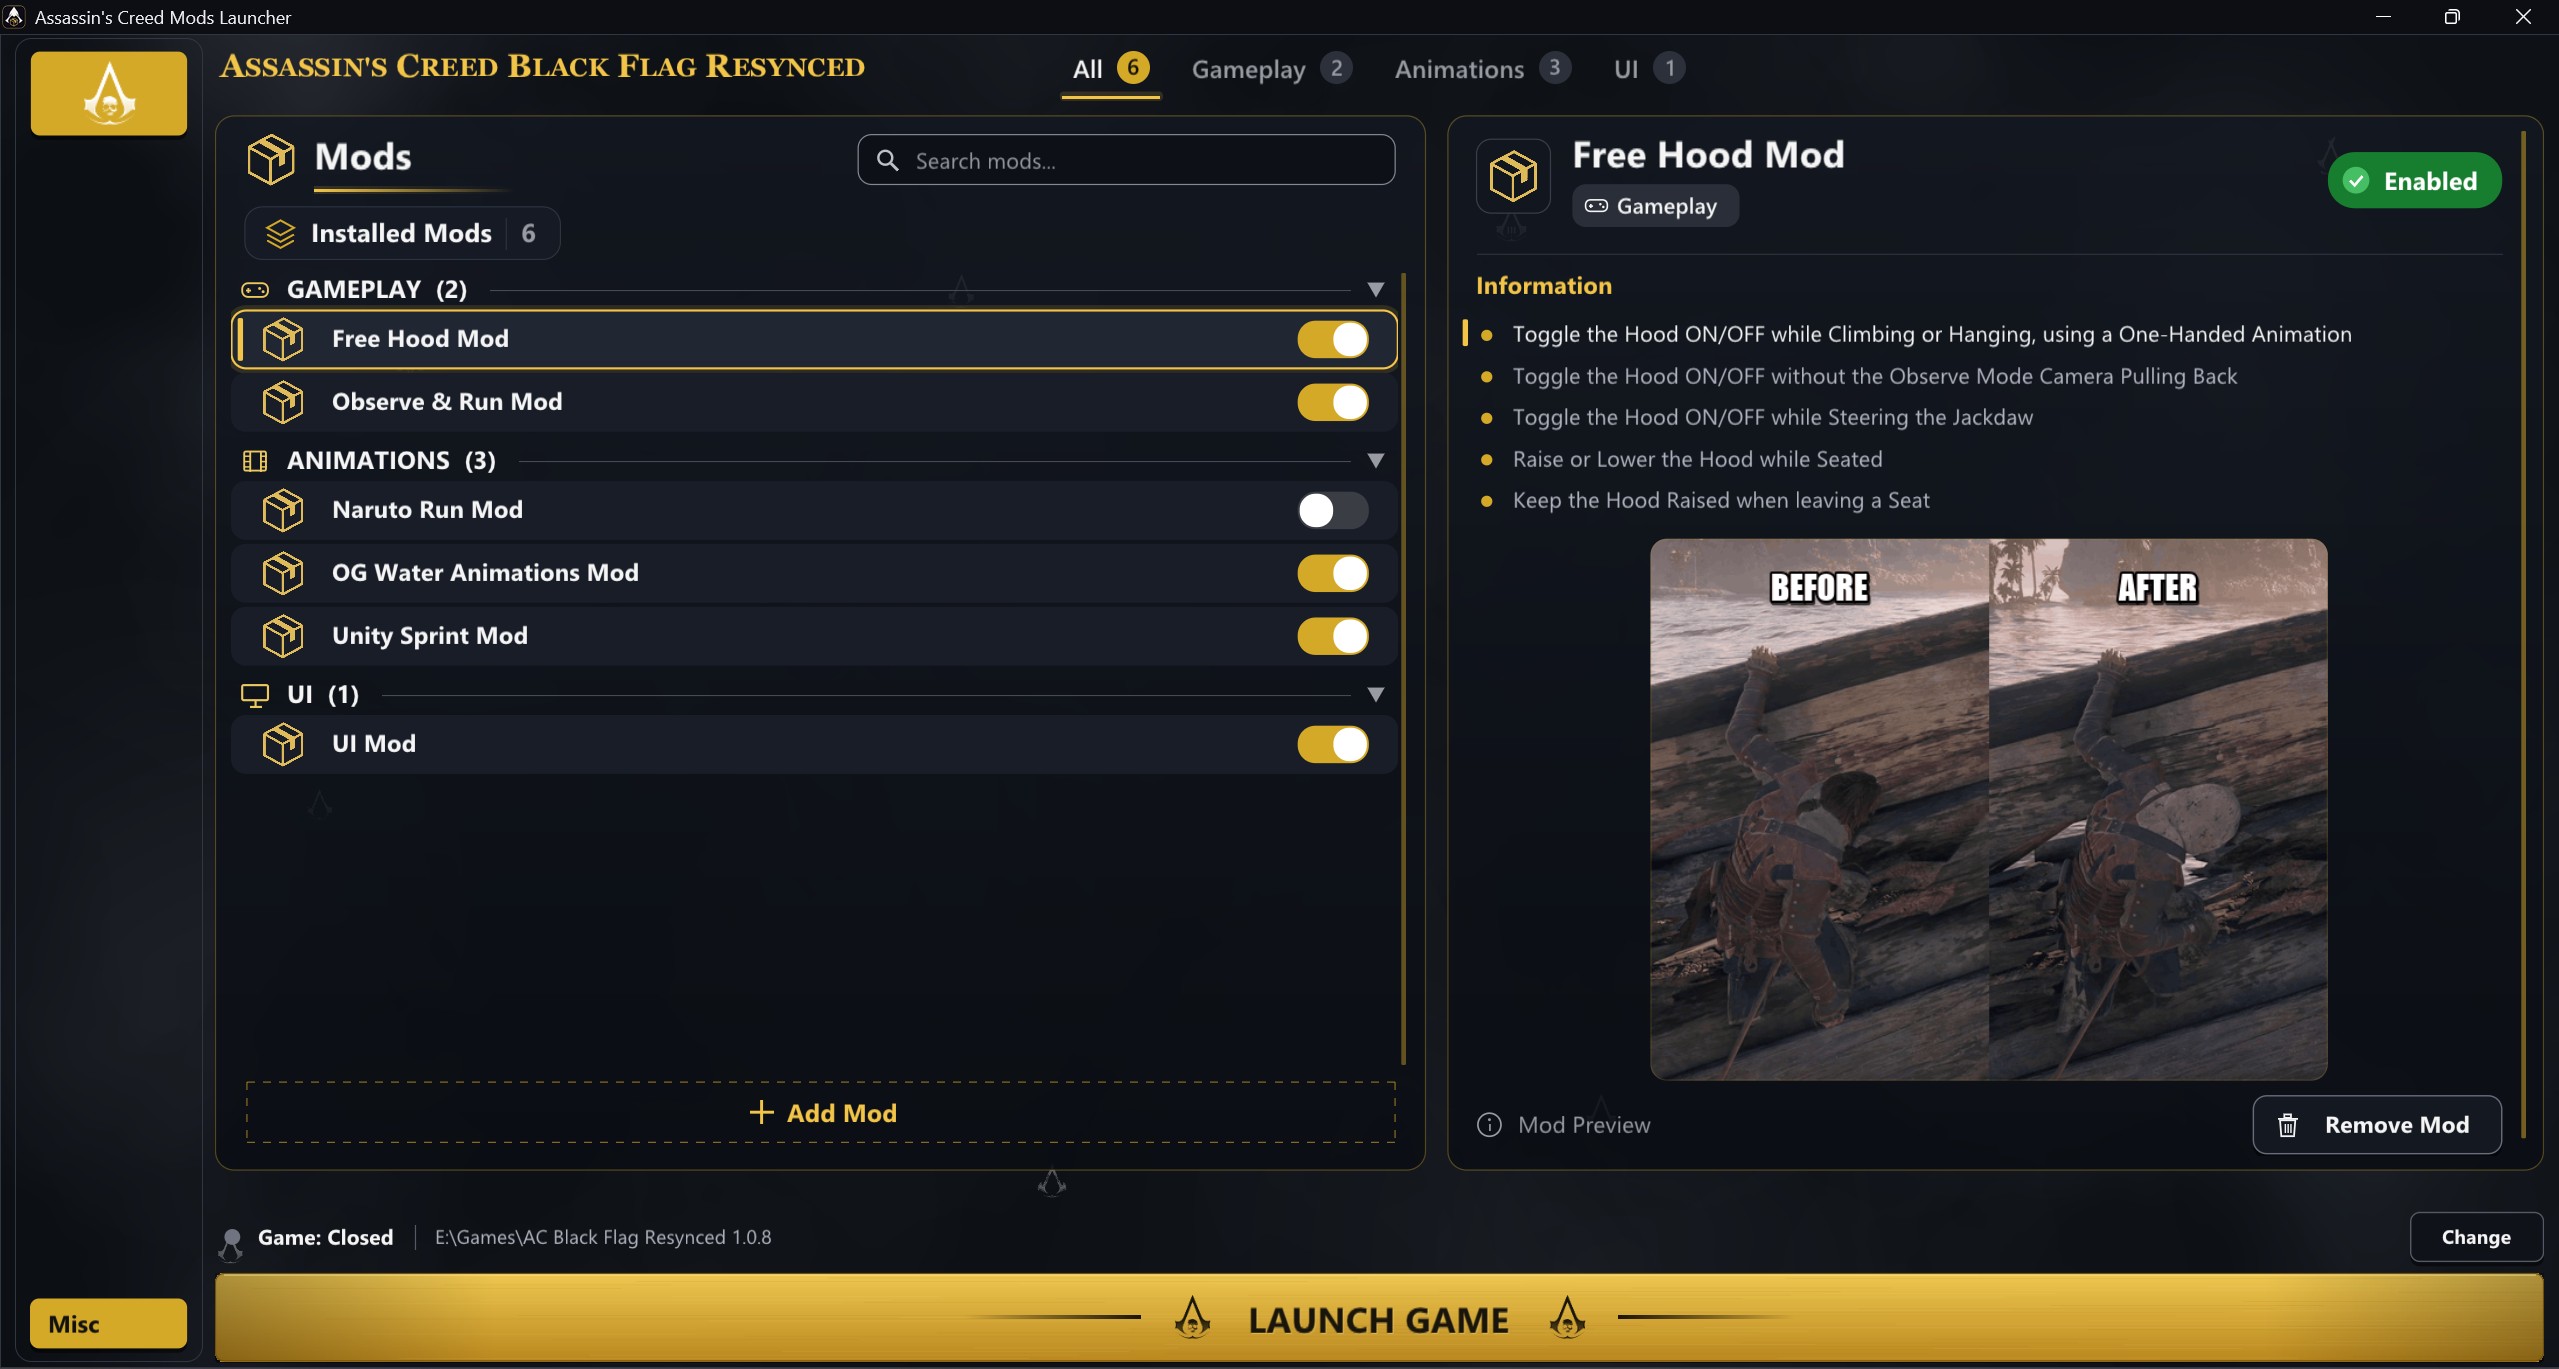 Assassin's Creed Mods Launcher
ASSASSIN'S CREED BLACK FLAG RESYNCED
All 6
Gameplay 2
Animations 3
UI 1
Mods
Search mods...
Installed Mods 6
GAMEPLAY (2)
Free Hood Mod
Observe & Run Mod
ANIMATIONS (3)
Naruto Run Mod
OG Water Animations Mod
Unity Sprint Mod
UI (1)
UI Mod
+ Add Mod
Free Hood Mod
Gameplay
Enabled
Information
Toggle the Hood ON/OFF while Climbing or Hanging, using a One-Handed Animation
Toggle the Hood ON/OFF without the Observe Mode Camera Pulling Back
Toggle the Hood ON/OFF while Steering the Jackdaw
Raise or Lower the Hood while Seated
Keep the Hood Raised when leaving a Seat
BEFORE
AFTER
Mod Preview
Remove Mod
Game: Closed
E:\Games\AC Black Flag Resynced 1.0.8
Change
Misc
LAUNCH GAME